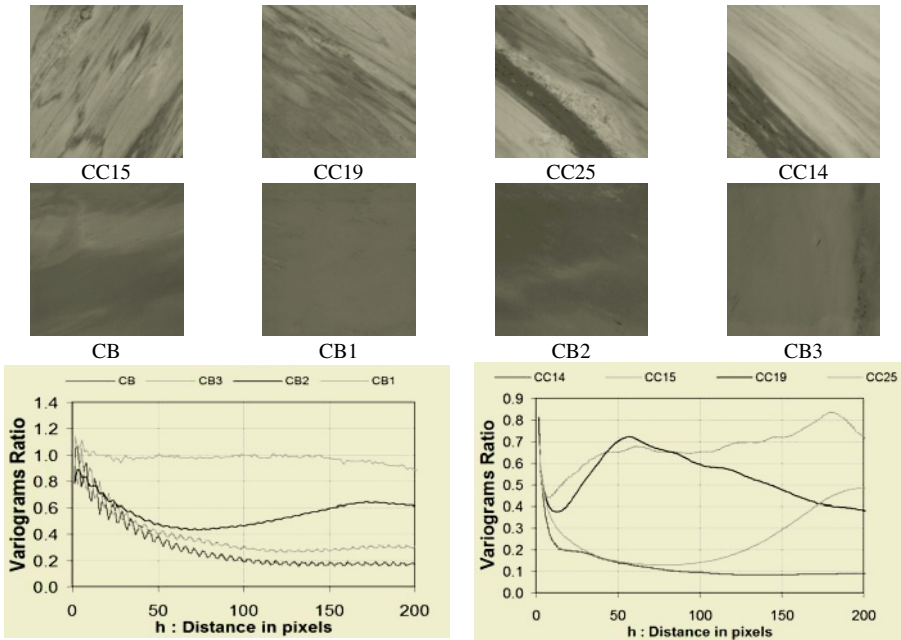 CC15 CC19 CC25 CC14
CB CB1 CB2 CB3
CB CB3 CB2 CB1
1.4
1.2
1.0
0.8
0.6
0.4
0.2
0.0
Variograms Ratio
0 50 100 150 200
h : Distance in pixels
CC14 CC15 CC19 CC25
0.9
0.8
0.7
0.6
0.5
0.4
0.3
0.2
0.1
0.0
Variograms Ratio
0 50 100 150 200
h : Distance in pixels